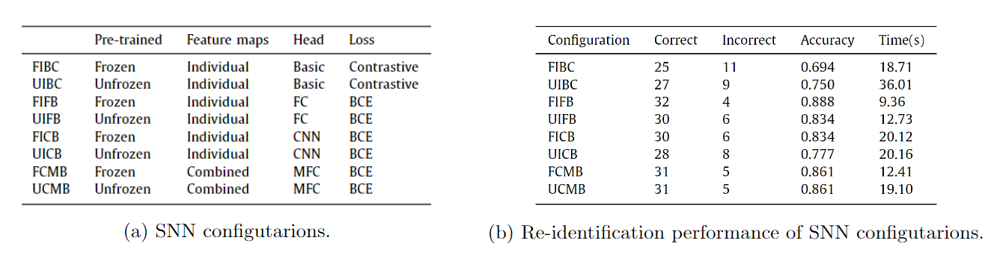 Pre-trained Feature maps Head Loss
FIBC Frozen Individual Basic Contrastive
UIBC Unfrozen Individual Basic Contrastive
FIFB Frozen Individual FC BCE
UIFB Unfrozen Individual FC BCE
FICB Frozen Individual CNN BCE
UICB Unfrozen Individual CNN BCE
FCMB Frozen Combined MFC BCE
UCMB Unfrozen Combined MFC BCE
(a) SNN configutarions.
Configuration Correct Incorrect Accuracy Time(s)
FIBC 25 11 0.694 18.71
UIBC 27 9 0.750 36.01
FIFB 32 4 0.888 9.36
UIFB 30 6 0.834 12.73
FICB 30 6 0.834 20.12
UICB 28 8 0.777 20.16
FCMB 31 5 0.861 12.41
UCMB 31 5 0.861 19.10
(b) Re-identification performance of SNN configutarions.